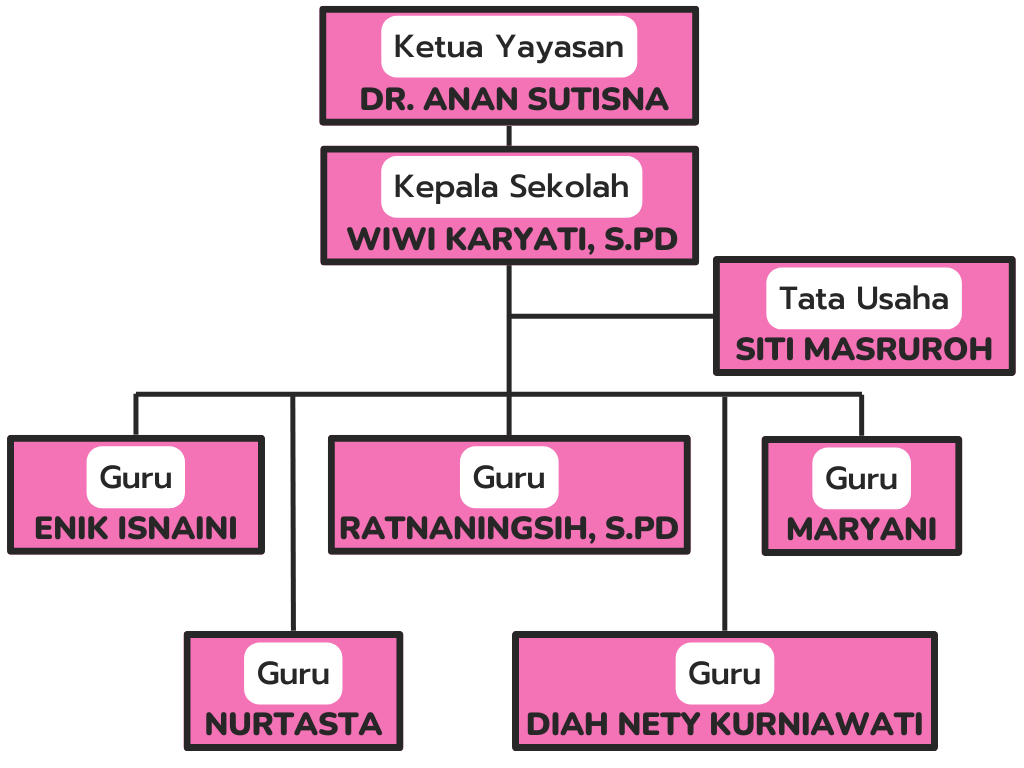 Ketua Yayasan
DR. ANAN SUTISNA
Kepala Sekolah
WIWI KARYATI, S.PD
Tata Usaha
SITI MASRUROH
Guru
ENIK ISNAINI
Guru
RATNANINGSIH, S.PD
Guru
MARYANI
Guru
NURTASTA
Guru
DIAH NETY KURNIAWATI